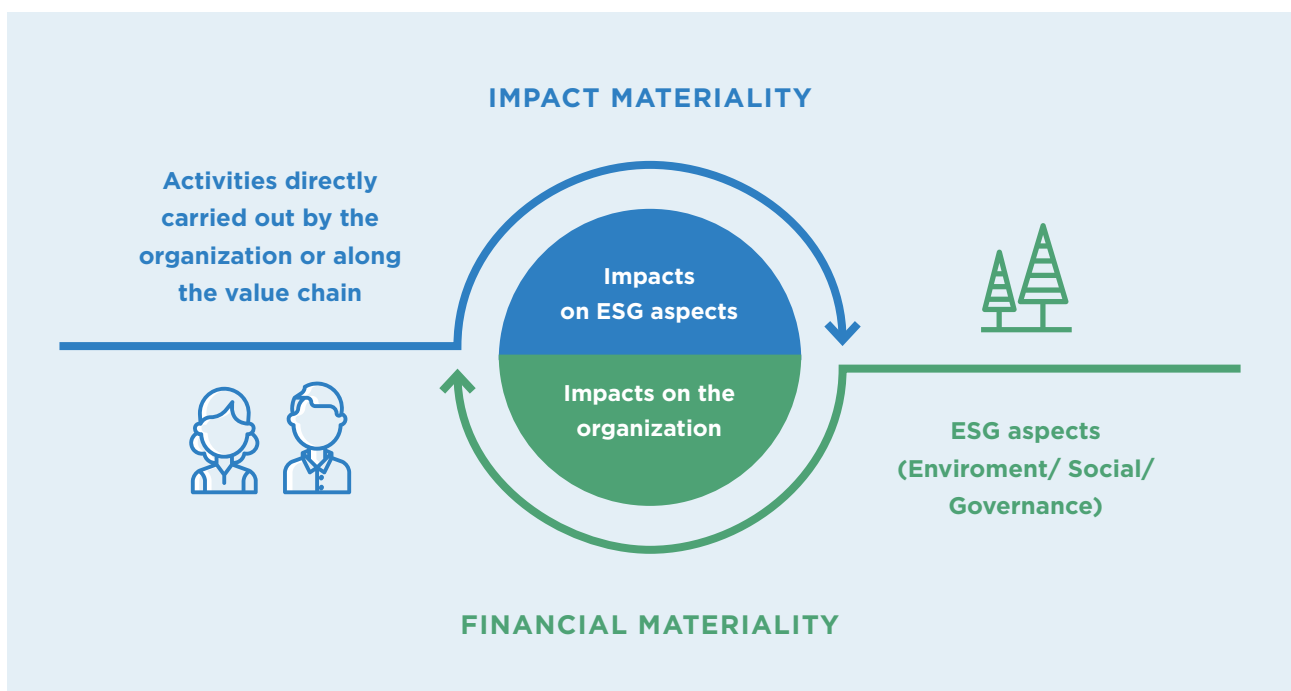 IMPACT MATERIALITY
Activities directly
carried out by the
organization or along
the value chain
Impacts
on ESG aspects
Impacts on the
organization
ESG aspects
(Enviroment/ Social/
Governance)
FINANCIAL MATERIALITY